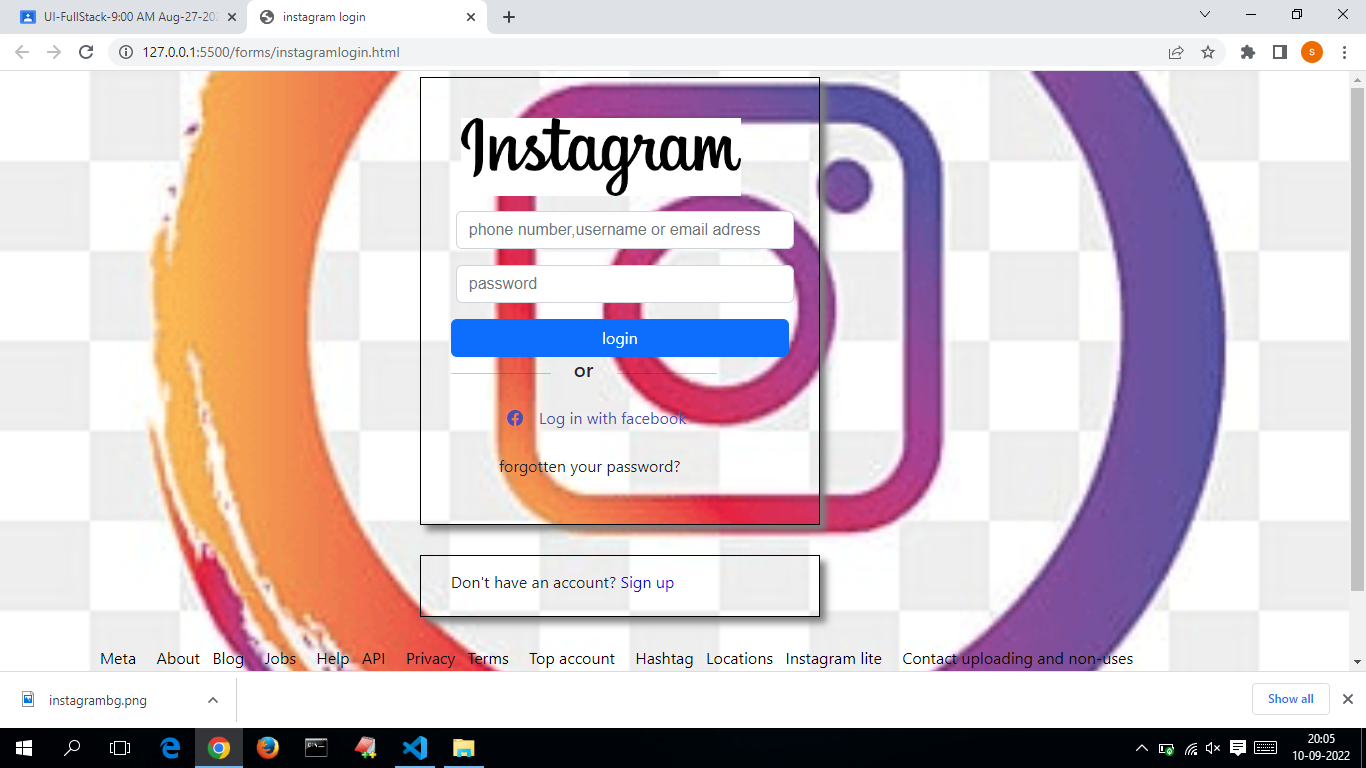 UI-FullStack-9:00 AM Aug-27-20
instagram login
127.0.0.1:5500/forms/instagramlogin.html
s
Instagram
phone number,username or email adress
password
login
or
Log in with facebook
forgotten your password?
Don't have an account? Sign up
Meta About Blog Jobs Help API Privacy Terms Top account Hashtag Locations Instagram lite Contact uploading and non-uses
instagrambg.png
Show all
20:05
10-09-2022